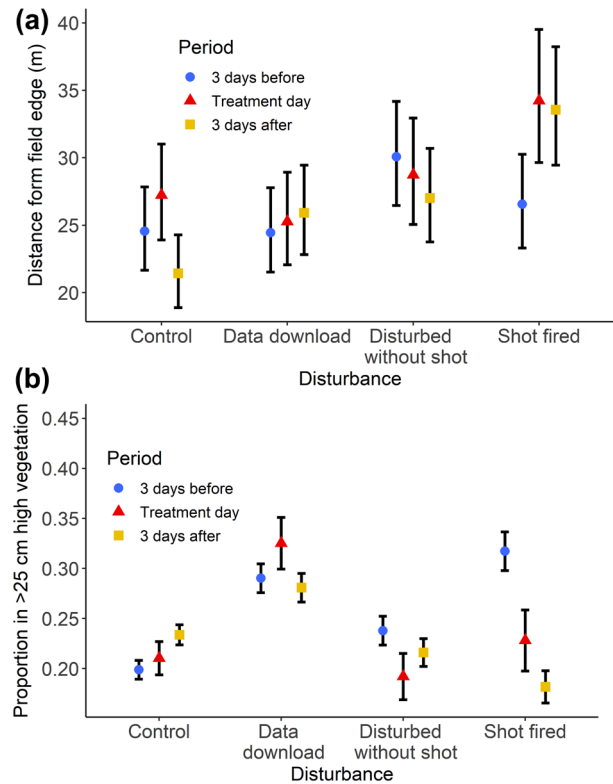 (a)
Distance form field edge (m)
40
35
30
25
20
Period
3 days before
Treatment day
3 days after
Control
Data download
Disturbed
without shot
Shot fired
Disturbance
(b)
Proportion in >25 cm high vegetation
0.45
0.40
0.35
0.30
0.25
0.20
Period
3 days before
Treatment day
3 days after
Control
Data
download
Disturbed
without shot
Shot fired
Disturbance